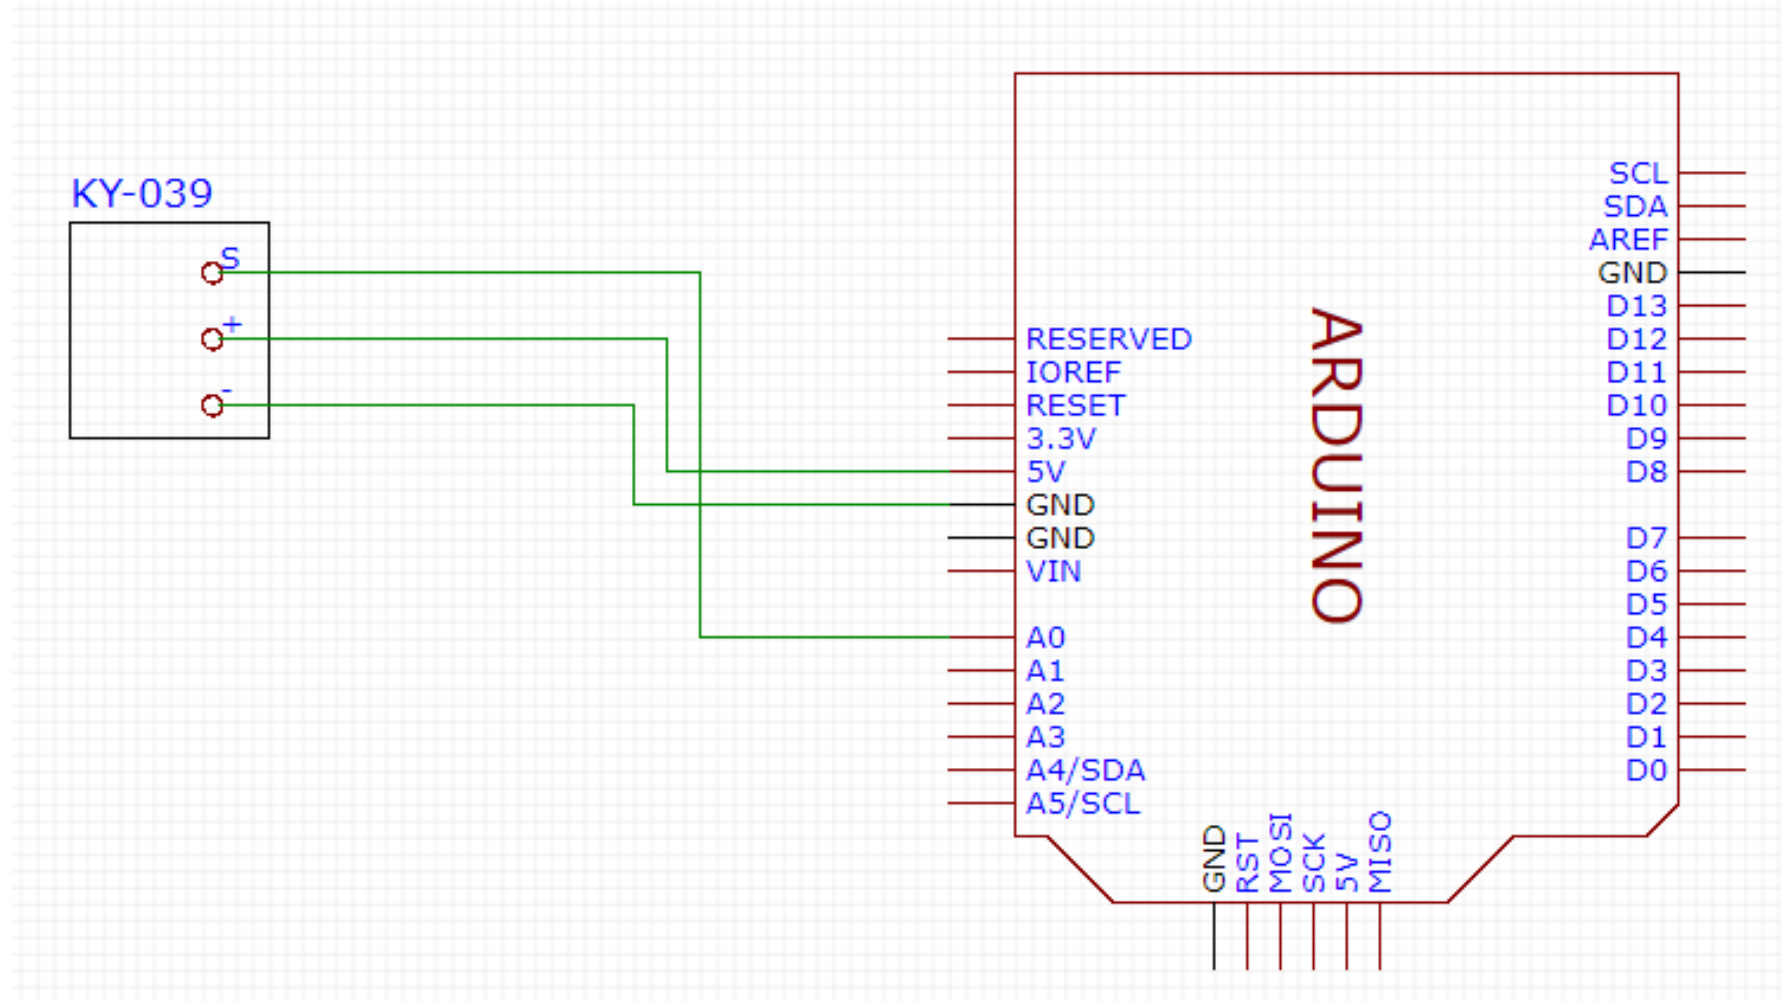 KY-039
S
+
-
RESERVED
IOREF
RESET
3.3V
5V
GND
GND
VIN
A0
A1
A2
A3
A4/SDA
A5/SCL
ARDUINO
SCL
SDA
AREF
GND
D13
D12
D11
D10
D9
D8
D7
D6
D5
D4
D3
D2
D1
D0
GND
RST
MOSI
SCK
5V
MISO